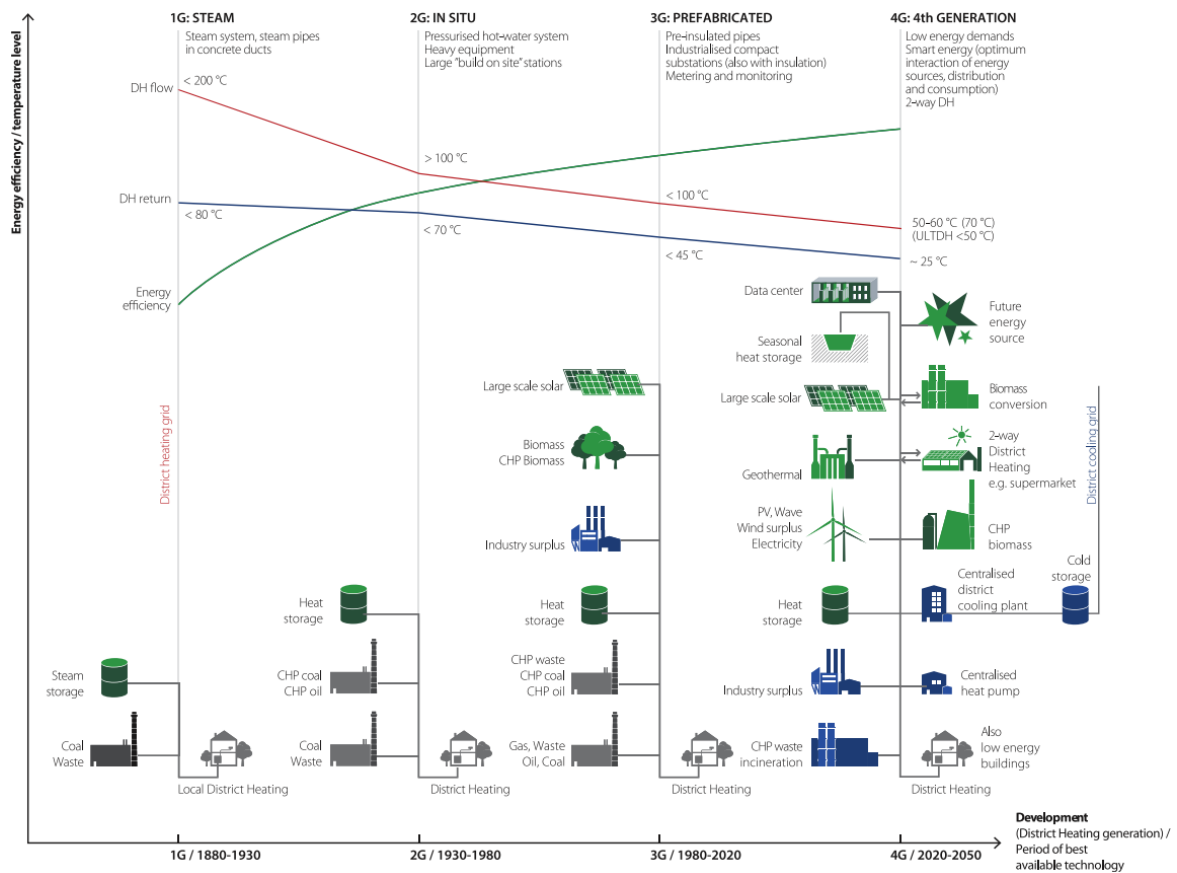 Energy efficiency / temperature level
1G: STEAM
Steam system, steam pipes
in concrete ducts
2G: IN SITU
Pressurised hot-water system
Heavy equipment
Large "build on site" stations
3G: PREFABRICATED
Pre-insulated pipes
Industrialised compact
substations (also with insulation)
Metering and monitoring
4G: 4th GENERATION
Low energy demands
Smart energy (optimum
interaction of energy
sources, distribution
and consumption)
2-way DH
DH flow
< 200 °C
> 100 °C
< 100 °C
50-60 °C (70 °C)
(ULTDH <50 °C)
DH return
< 80 °C
< 70 °C
< 45 °C
~ 25 °C
Energy
efficiency
District heating grid
Steam
storage
Coal
Waste
Local District Heating
Heat
storage
CHP coal
CHP oil
Coal
Waste
District Heating
Large scale solar
Biomass
CHP Biomass
Industry surplus
Heat
storage
CHP waste
CHP coal
CHP oil
Gas, Waste
Oil, Coal
District Heating
Data center
Seasonal
heat storage
Large scale solar
Geothermal
PV, Wave
Wind surplus
Electricity
Heat
storage
Industry surplus
CHP waste
incineration
Future
energy
source
Biomass
conversion
2-way
District
Heating
e.g. supermarket
CHP
biomass
Centralised
district
cooling plant
Cold
storage
District cooling grid
Centralised
heat pump
Also
low energy
buildings
District Heating
1G / 1880-1930
2G / 1930-1980
3G / 1980-2020
4G / 2020-2050
Development
(District Heating generation) /
Period of best
available technology